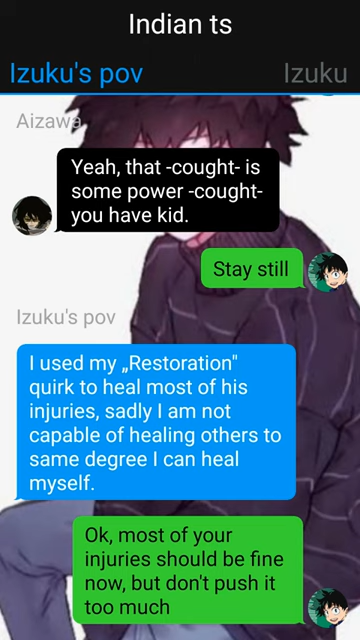 Indian ts
Izuku's pov
Izuku
Aizawa
Yeah, that -cought- is
some power -cought-
you have kid.
Stay still
Izuku's pov
I used my „Restoration"
quirk to heal most of his
injuries, sadly I am not
capable of healing others to
same degree I can heal
myself.
Ok, most of your
injuries should be fine
now, but don't push it
too much